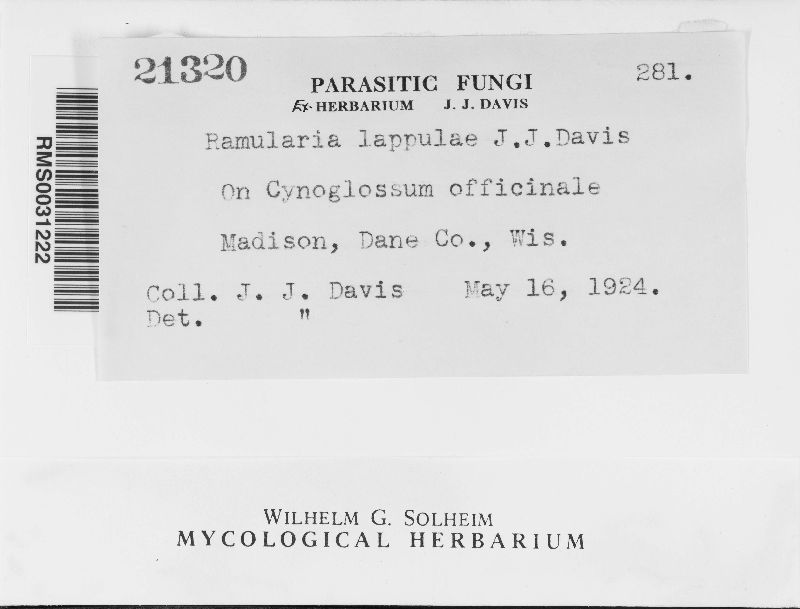 21320
PARASITIC FUNGI
281.
Ex- HERBARIUM J. J. DAVIS
Ramularia lappulae J.J.Davis
On Cynoglossum officinale
Madison, Dane Co., Wis.
Coll. J. J. Davis May 16, 1924.
Det. "
RMS0031222
WILHELM G. SOLHEIM
MYCOLOGICAL HERBARIUM